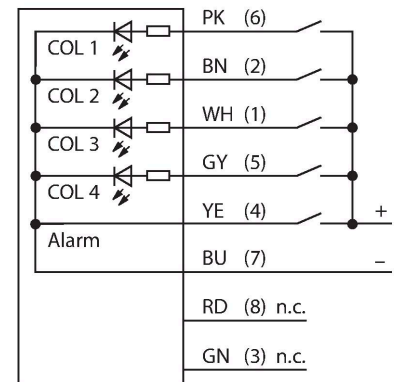 PK (6)
COL 1
BN (2)
COL 2
WH (1)
COL 3
GY (5)
COL 4
YE (4)
+
Alarm
BU (7)
–
RD (8) n.c.
GN (3) n.c.